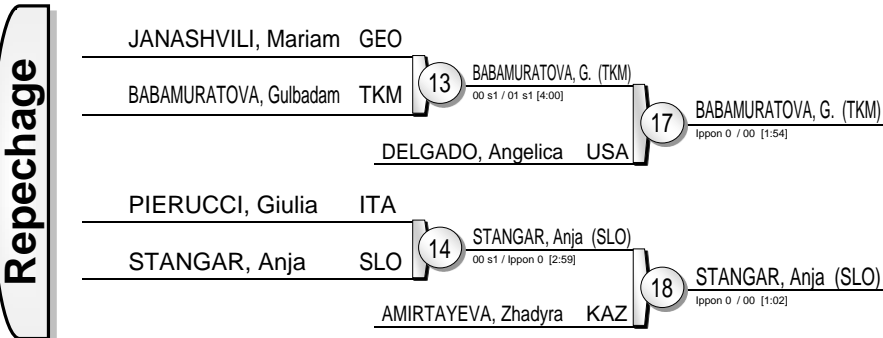 Repechage
JANASHVILI, Mariam GEO
BABAMURATOVA, Gulbadam TKM
13
BABAMURATOVA, G. (TKM)
00 s1 / 01 s1 [4:00]
DELGADO, Angelica USA
17
BABAMURATOVA, G. (TKM)
Ippon 0 / 00 [1:54]
PIERUCCI, Giulia ITA
STANGAR, Anja SLO
14
STANGAR, Anja (SLO)
00 s1 / Ippon 0 [2:59]
AMIRTAYEVA, Zhadyra KAZ
18
STANGAR, Anja (SLO)
Ippon 0 / 00 [1:02]